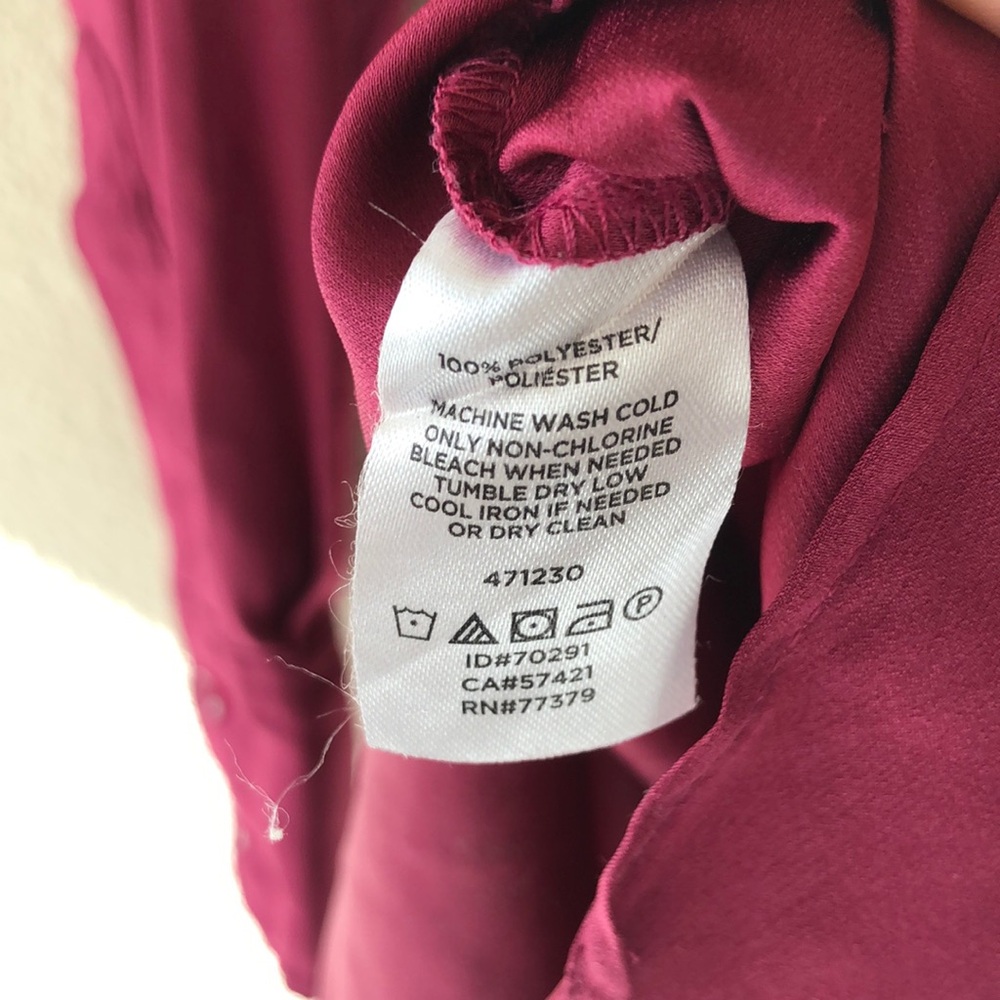 100% POLYESTER/
POLIÉSTER
MACHINE WASH COLD
ONLY NON-CHLORINE
BLEACH WHEN NEEDED
TUMBLE DRY LOW
COOL IRON IF NEEDED
OR DRY CLEAN
471230
P
ID#70291
CA#57421
RN#77379